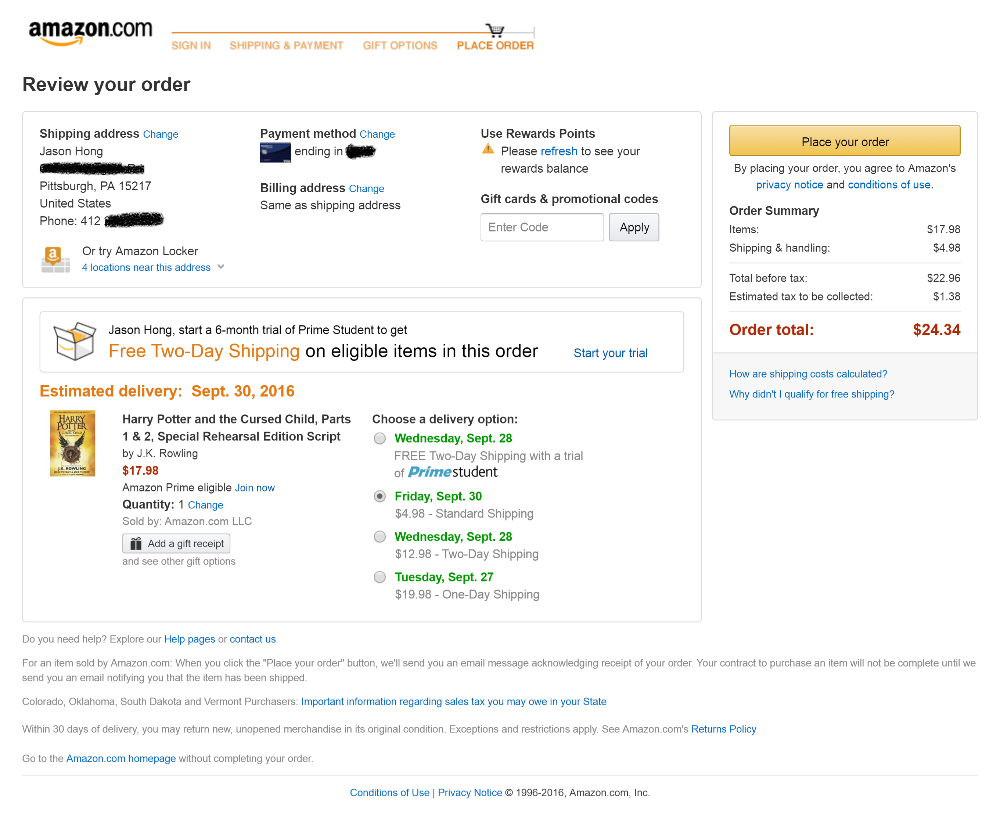 amazon.com
SIGN IN SHIPPING & PAYMENT GIFT OPTIONS PLACE ORDER
Review your order
Shipping address Change
Jason Hong
Pittsburgh, PA 15217
United States
Phone: 412
Or try Amazon Locker
4 locations near this address
Payment method Change
ending in
Billing address Change
Same as shipping address
Use Rewards Points
Please refresh to see your
rewards balance
Gift cards & promotional codes
Enter Code Apply
Place your order
By placing your order, you agree to Amazon's
privacy notice and conditions of use.
Order Summary
Items: $17.98
Shipping & handling: $4.98
Total before tax: $22.96
Estimated tax to be collected: $1.38
Order total: $24.34
How are shipping costs calculated?
Why didn't I qualify for free shipping?
Jason Hong, start a 6-month trial of Prime Student to get
Free Two-Day Shipping on eligible items in this order Start your trial
Estimated delivery: Sept. 30, 2016
HARRY
POTTER
CURSED CHILD
J.K. ROWLING
JOHN TIFFANY & JACK THORNE
Harry Potter and the Cursed Child, Parts
1 & 2, Special Rehearsal Edition Script
by J.K. Rowling
$17.98
Amazon Prime eligible Join now
Quantity: 1 Change
Sold by: Amazon.com LLC
Add a gift receipt
and see other gift options
Choose a delivery option:
Wednesday, Sept. 28
FREE Two-Day Shipping with a trial
of Prime student
Friday, Sept. 30
$4.98 - Standard Shipping
Wednesday, Sept. 28
$12.98 - Two-Day Shipping
Tuesday, Sept. 27
$19.98 - One-Day Shipping
Do you need help? Explore our Help pages or contact us
For an item sold by Amazon.com: When you click the "Place your order" button, we'll send you an email message acknowledging receipt of your order. Your contract to purchase an item will not be complete until we
send you an email notifying you that the item has been shipped.
Colorado, Oklahoma, South Dakota and Vermont Purchasers: Important information regarding sales tax you may owe in your State
Within 30 days of delivery, you may return new, unopened merchandise in its original condition. Exceptions and restrictions apply. See Amazon.com's Returns Policy
Go to the Amazon.com homepage without completing your order.
Conditions of Use | Privacy Notice © 1996-2016, Amazon.com, Inc.